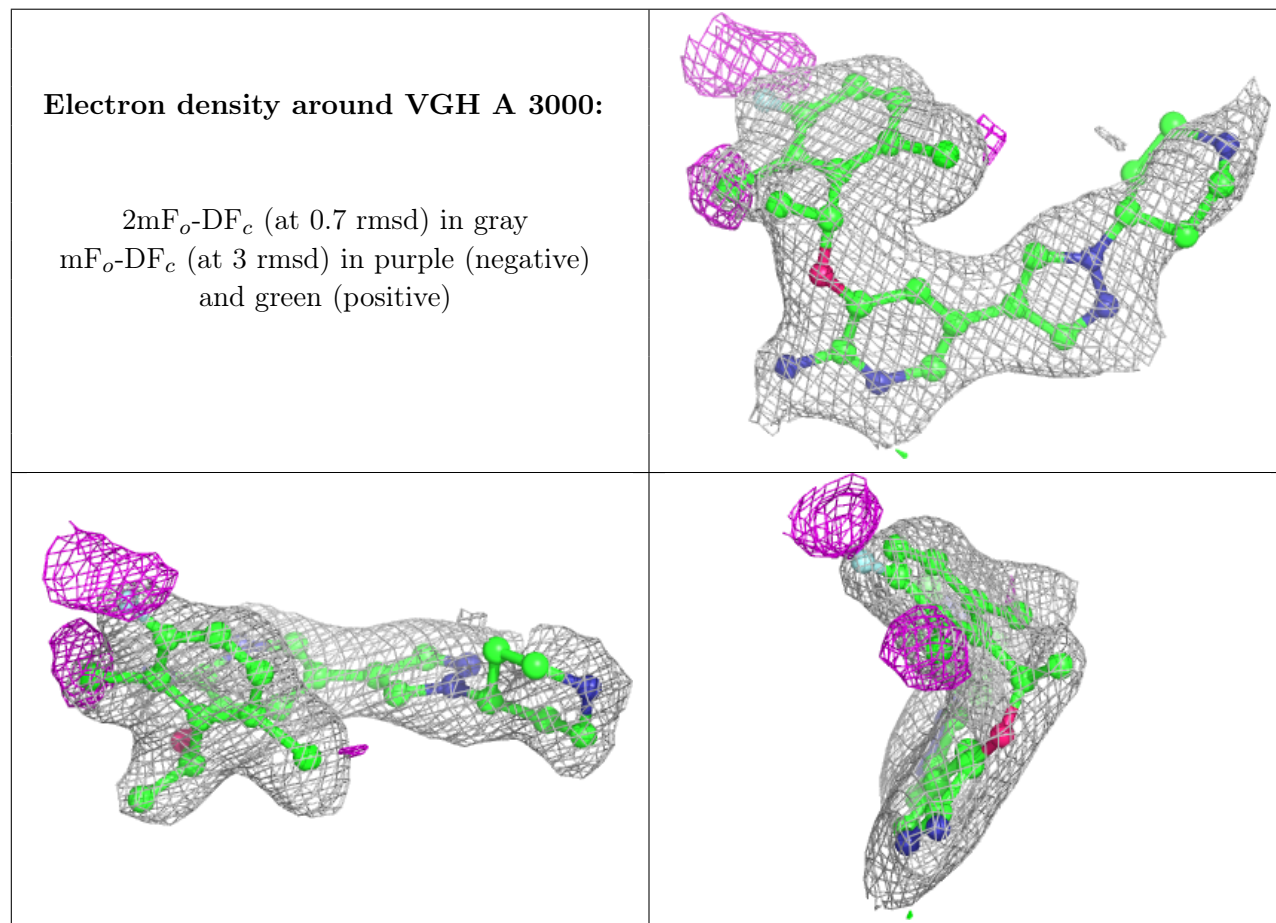 Electron density around VGH A 3000:
2mFo-DFc (at 0.7 rmsd) in gray
mFo-DFc (at 3 rmsd) in purple (negative)
and green (positive)